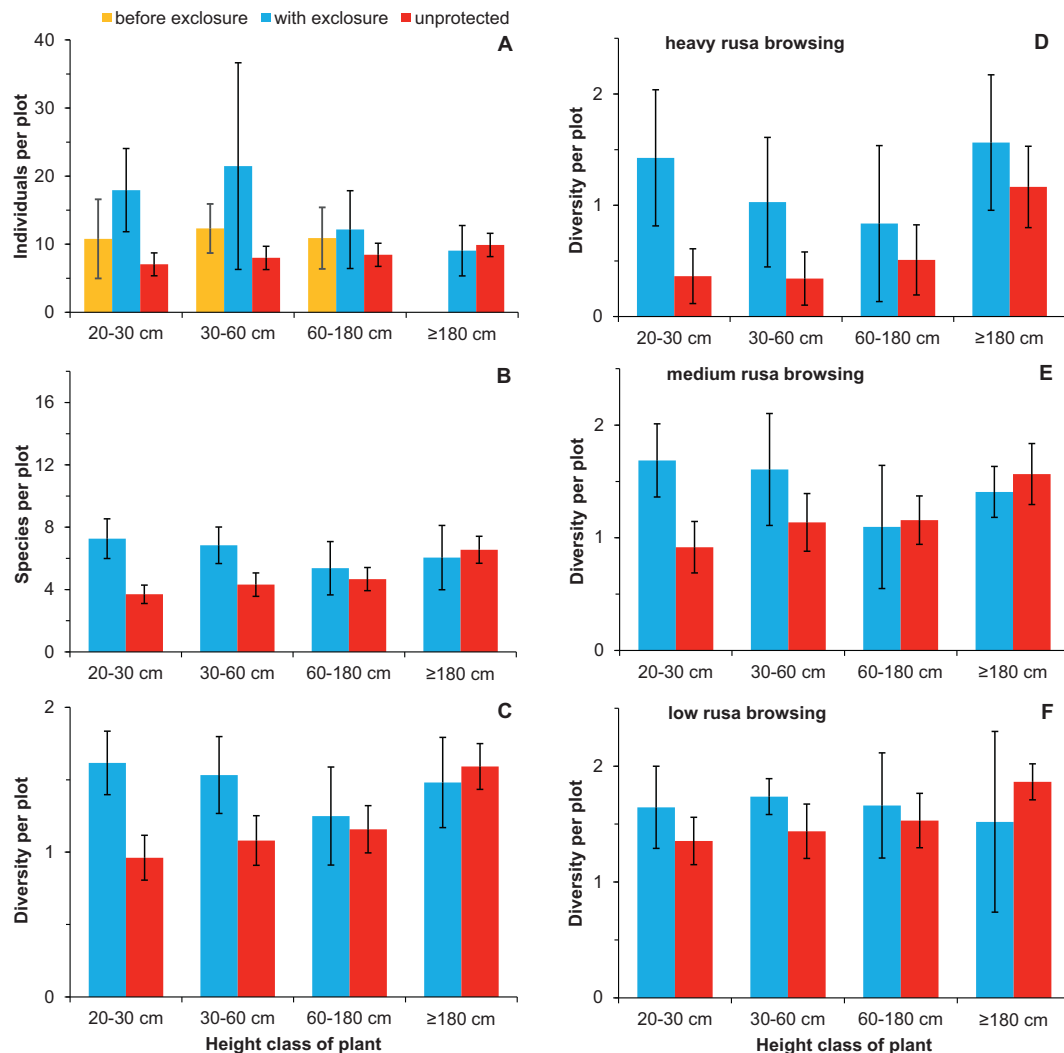 before exclosure with exclosure unprotected
A
40
30
20
10
0
Individuals per plot
20-30 cm 30-60 cm 60-180 cm ≥180 cm
B
16
12
8
4
0
Species per plot
20-30 cm 30-60 cm 60-180 cm ≥180 cm
C
2
1
0
Diversity per plot
20-30 cm 30-60 cm 60-180 cm ≥180 cm
Height class of plant
heavy rusa browsing D
2
1
0
Diversity per plot
20-30 cm 30-60 cm 60-180 cm ≥180 cm
medium rusa browsing E
2
1
0
Diversity per plot
20-30 cm 30-60 cm 60-180 cm ≥180 cm
low rusa browsing F
2
1
0
Diversity per plot
20-30 cm 30-60 cm 60-180 cm ≥180 cm
Height class of plant